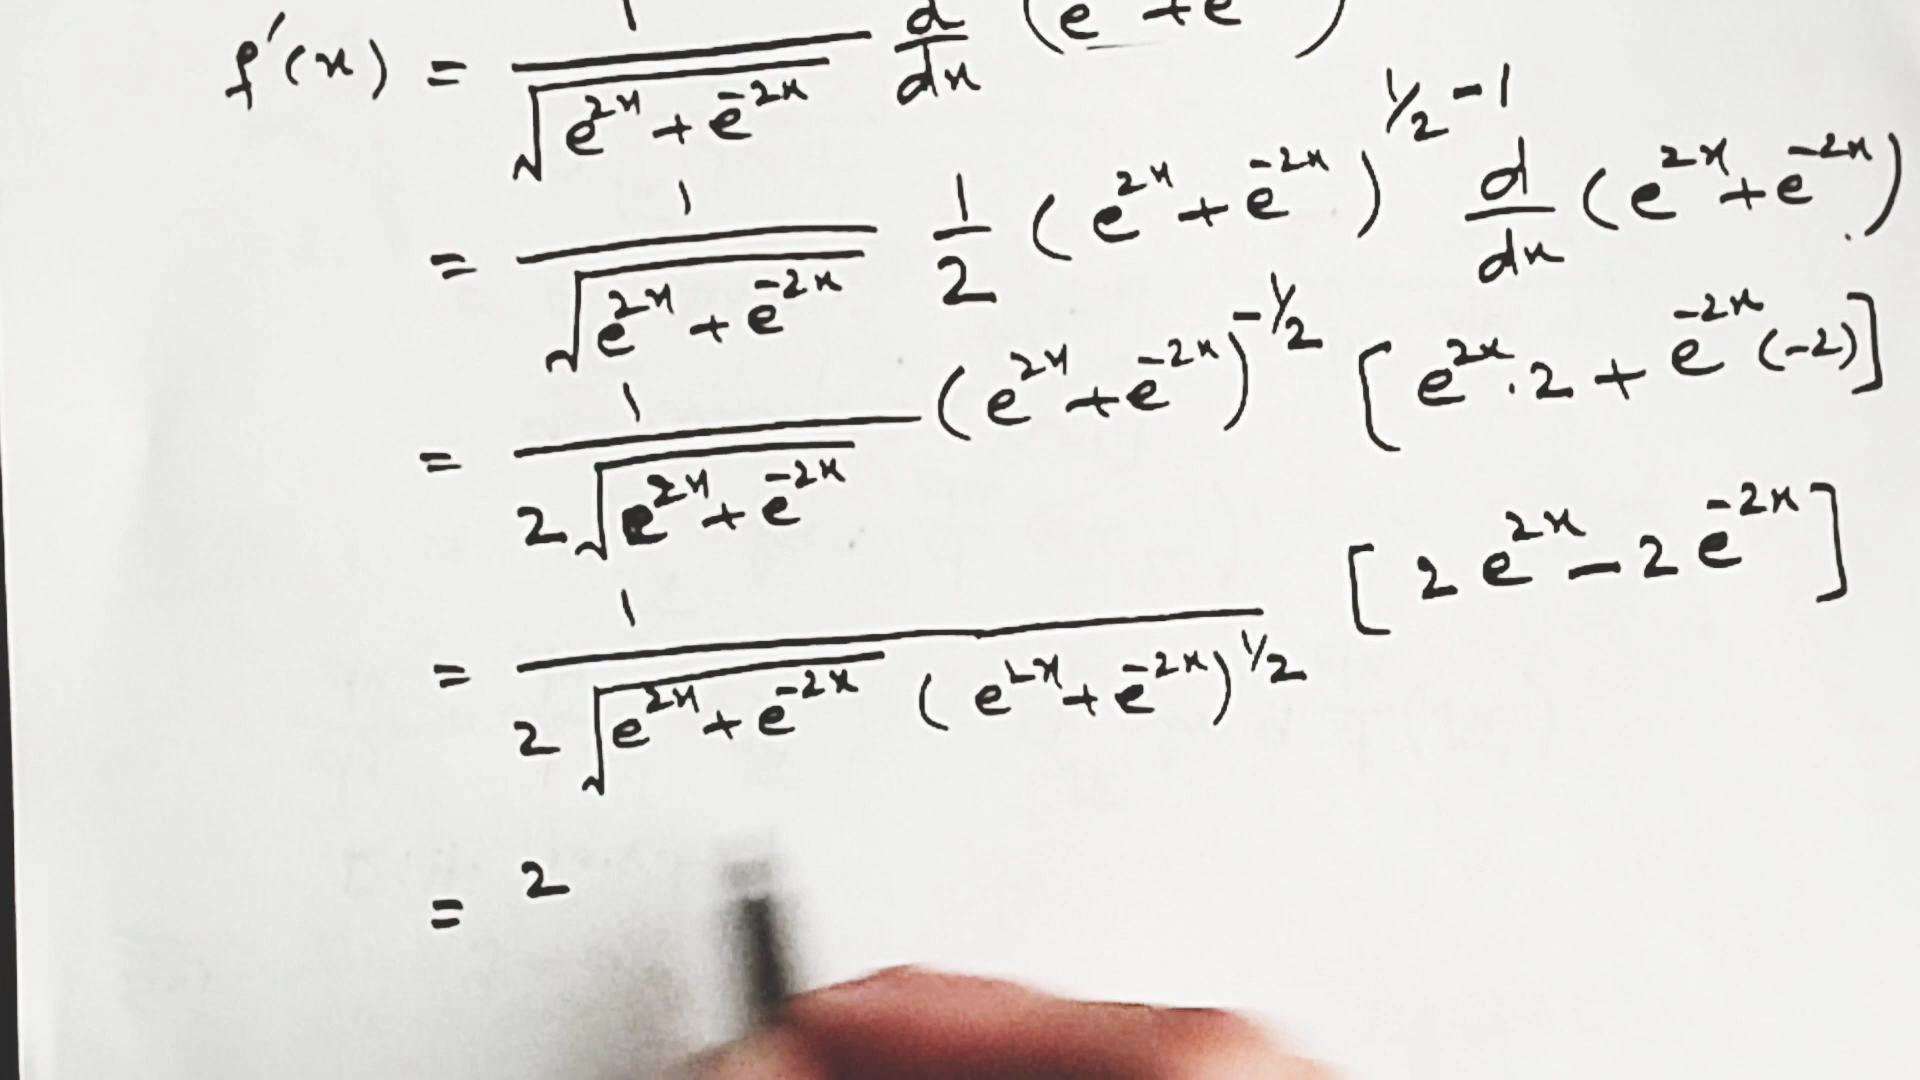 f'(x) = 1/√(e^{2x} + e^{-2x}) d/dx (e + e )
= 1/√(e^{2x} + e^{-2x}) 1/2 (e^{2x} + e^{-2x})^{1/2 - 1} d/dx (e^{2x} + e^{-2x})
= 1/(2√(e^{2x} + e^{-2x})) (e^{2x} + e^{-2x})^{-1/2} [e^{2x} · 2 + e^{-2x} (-2)]
= 1/(2√(e^{2x} + e^{-2x}) (e^{2x} + e^{-2x})^{1/2}) [2e^{2x} - 2e^{-2x}]
= 2